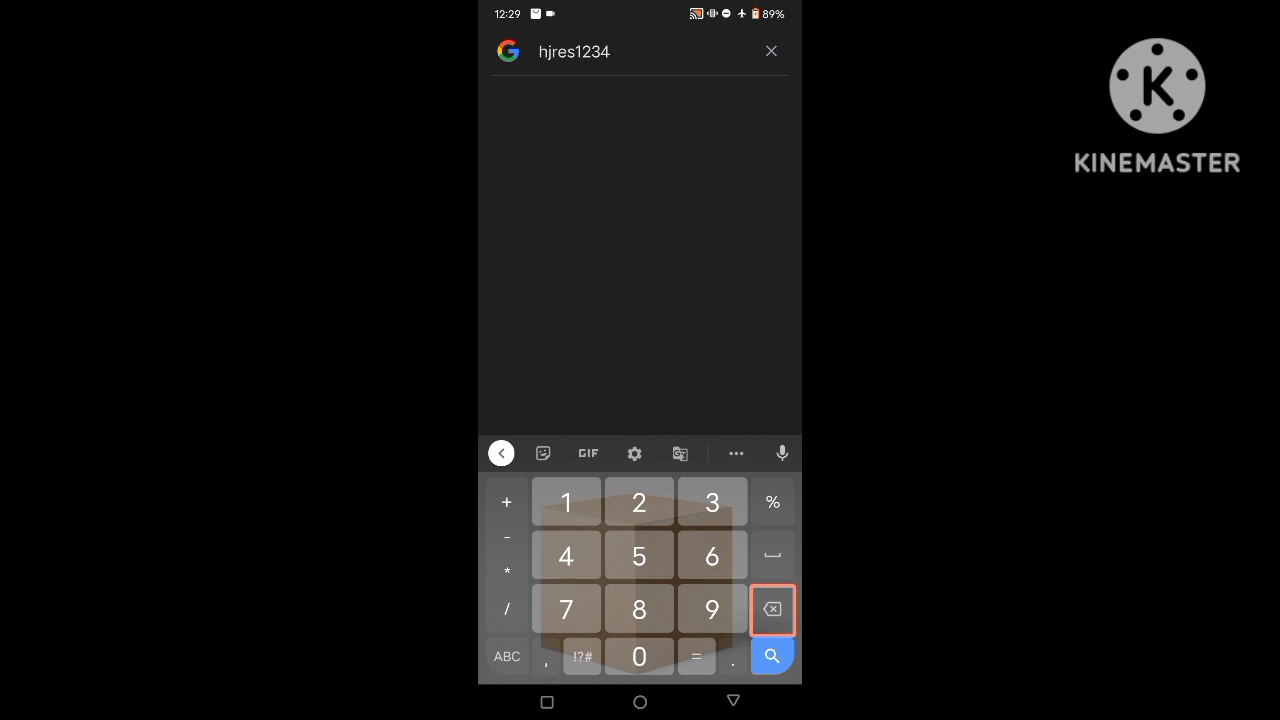 12:29 89%
hjres1234
KINEMASTER
GIF
+ 1 2 3 %
- 4 5 6
*
/ 7 8 9
ABC , !?# 0 = .